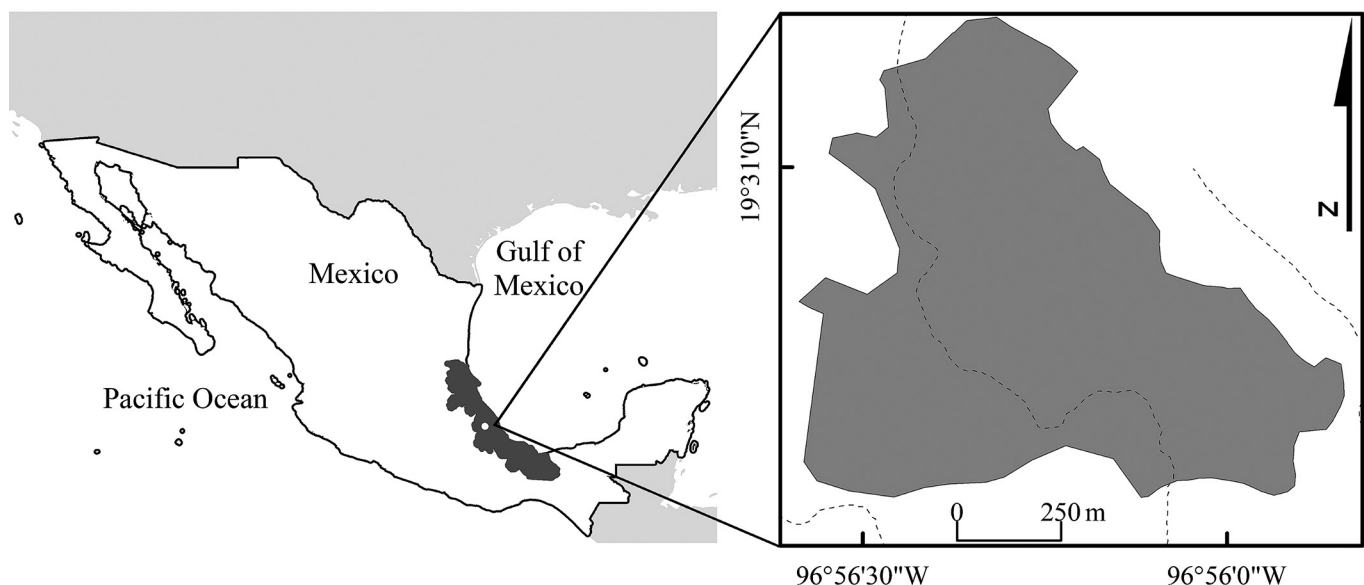 Mexico
Gulf of
Mexico
Pacific Ocean
19°31'0"N
N
0
250 m
96°56'30"W
96°56'0"W